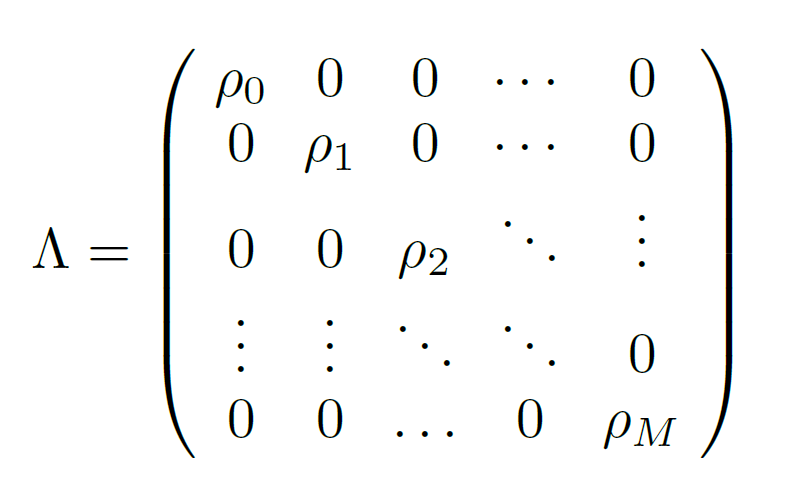 ρ₀ 0 0 ⋯ 0
0 ρ₁ 0 ⋯ 0
Λ = 0 0 ρ₂ ⋱ ⋮
⋮ ⋮ ⋱ ⋱ 0
0 0 … 0 ρ_M